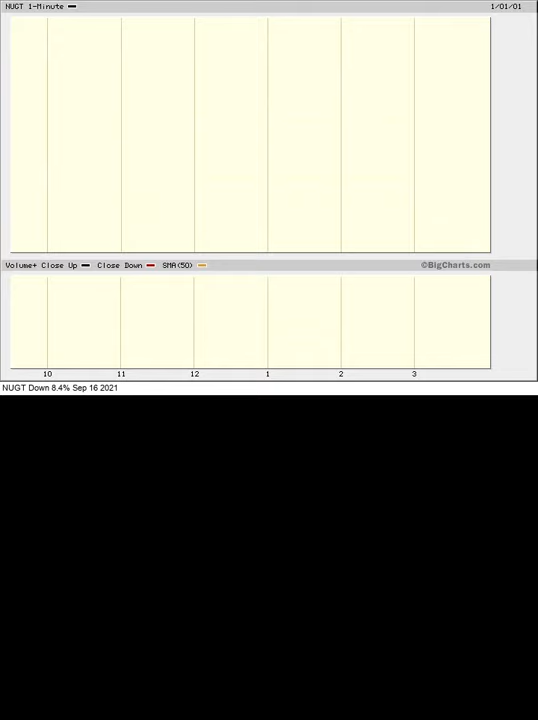 NUGT 1-Minute 1/01/01
Volume+ Close Up Close Down SMA(50) ©BigCharts.com
10 11 12 1 2 3
NUGT Down 8.4% Sep 16 2021